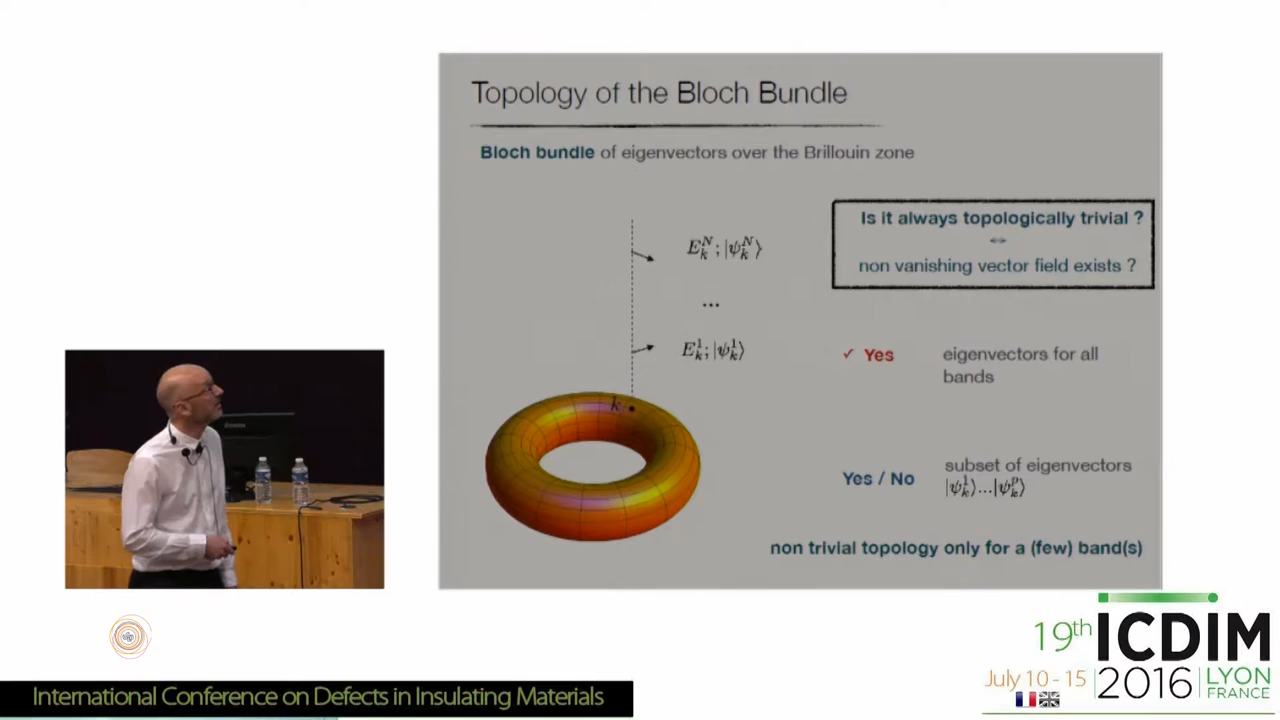 Topology of the Bloch Bundle
Bloch bundle of eigenvectors over the Brillouin zone
Is it always topologically trivial ?
↔
non vanishing vector field exists ?
E_k^N ; |ψ_k^N⟩
...
E_k^1 ; |ψ_k^1⟩
k
✓ Yes
eigenvectors for all
bands
Yes / No
subset of eigenvectors
|ψ_k^1⟩...|ψ_k^p⟩
non trivial topology only for a (few) band(s)
19th ICDIM
July 10 - 15 2016 LYON
FRANCE
International Conference on Defects in Insulating Materials